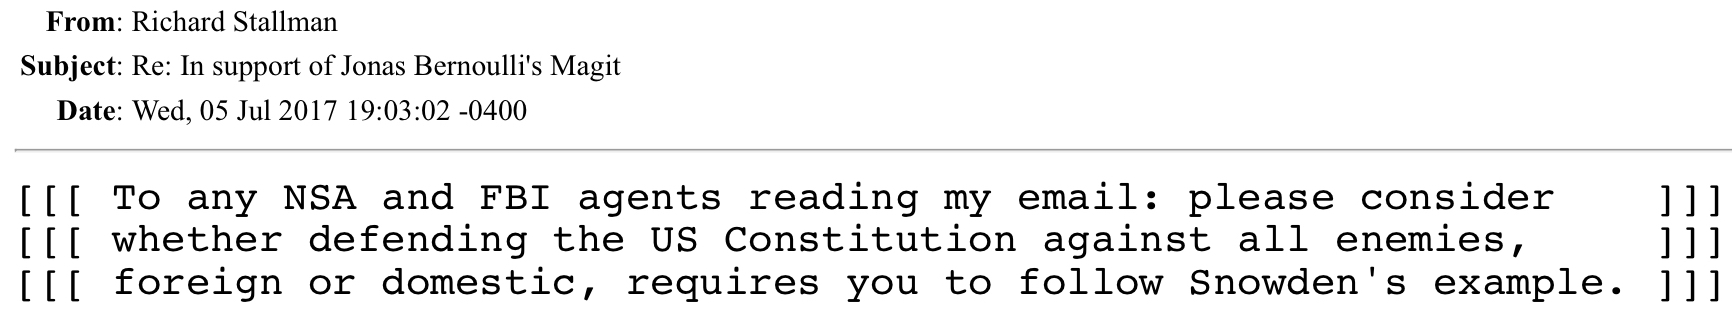 From: Richard Stallman
Subject: Re: In support of Jonas Bernoulli's Magit
Date: Wed, 05 Jul 2017 19:03:02 -0400
[[[ To any NSA and FBI agents reading my email: please consider    ]]]
[[[ whether defending the US Constitution against all enemies,     ]]]
[[[ foreign or domestic, requires you to follow Snowden's example. ]]]